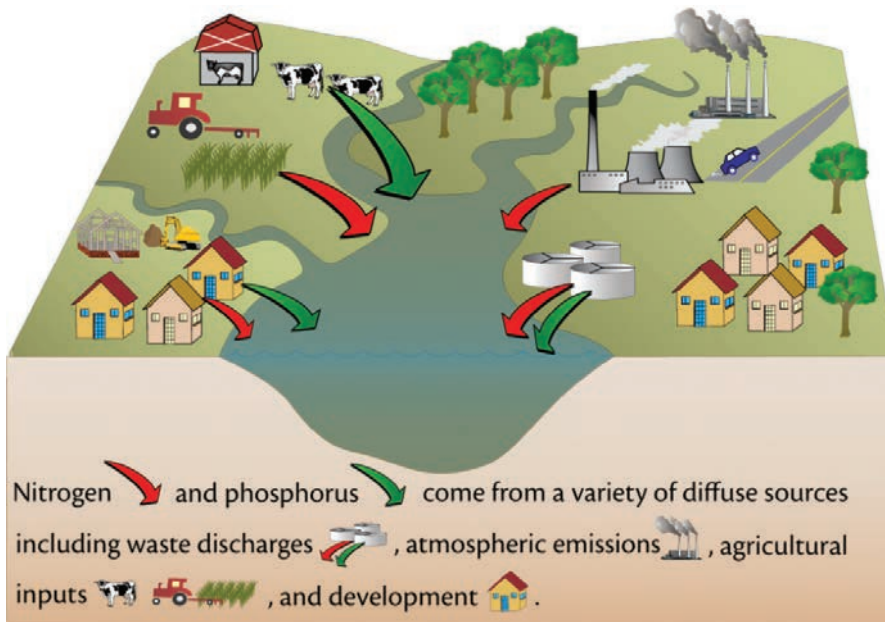 Nitrogen and phosphorus come from a variety of diffuse sources
including waste discharges , atmospheric emissions , agricultural
inputs , and development .